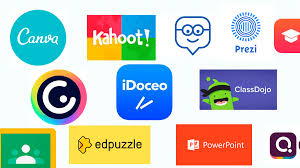 Canva
Kahoot!
Prezi
iDoceo
ClassDojo
edpuzzle
PowerPoint